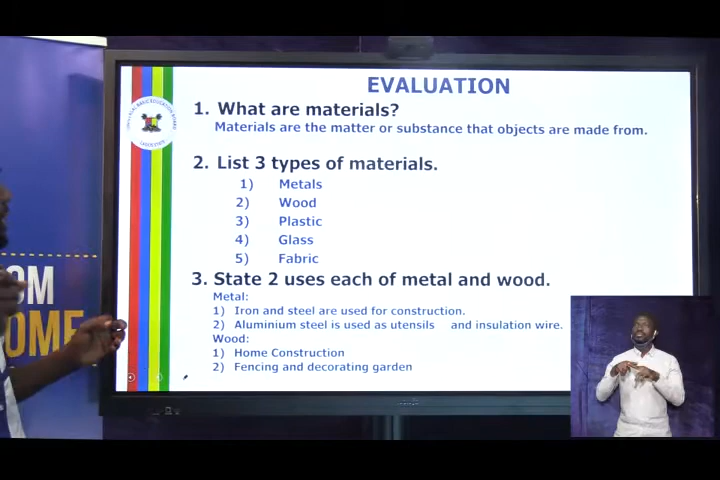 EVALUATION
1. What are materials?
Materials are the matter or substance that objects are made from.
2. List 3 types of materials.
1) Metals
2) Wood
3) Plastic
4) Glass
5) Fabric
3. State 2 uses each of metal and wood.
Metal:
1) Iron and steel are used for construction.
2) Aluminium steel is used as utensils and insulation wire.
Wood:
1) Home Construction
2) Fencing and decorating garden
OM
OME